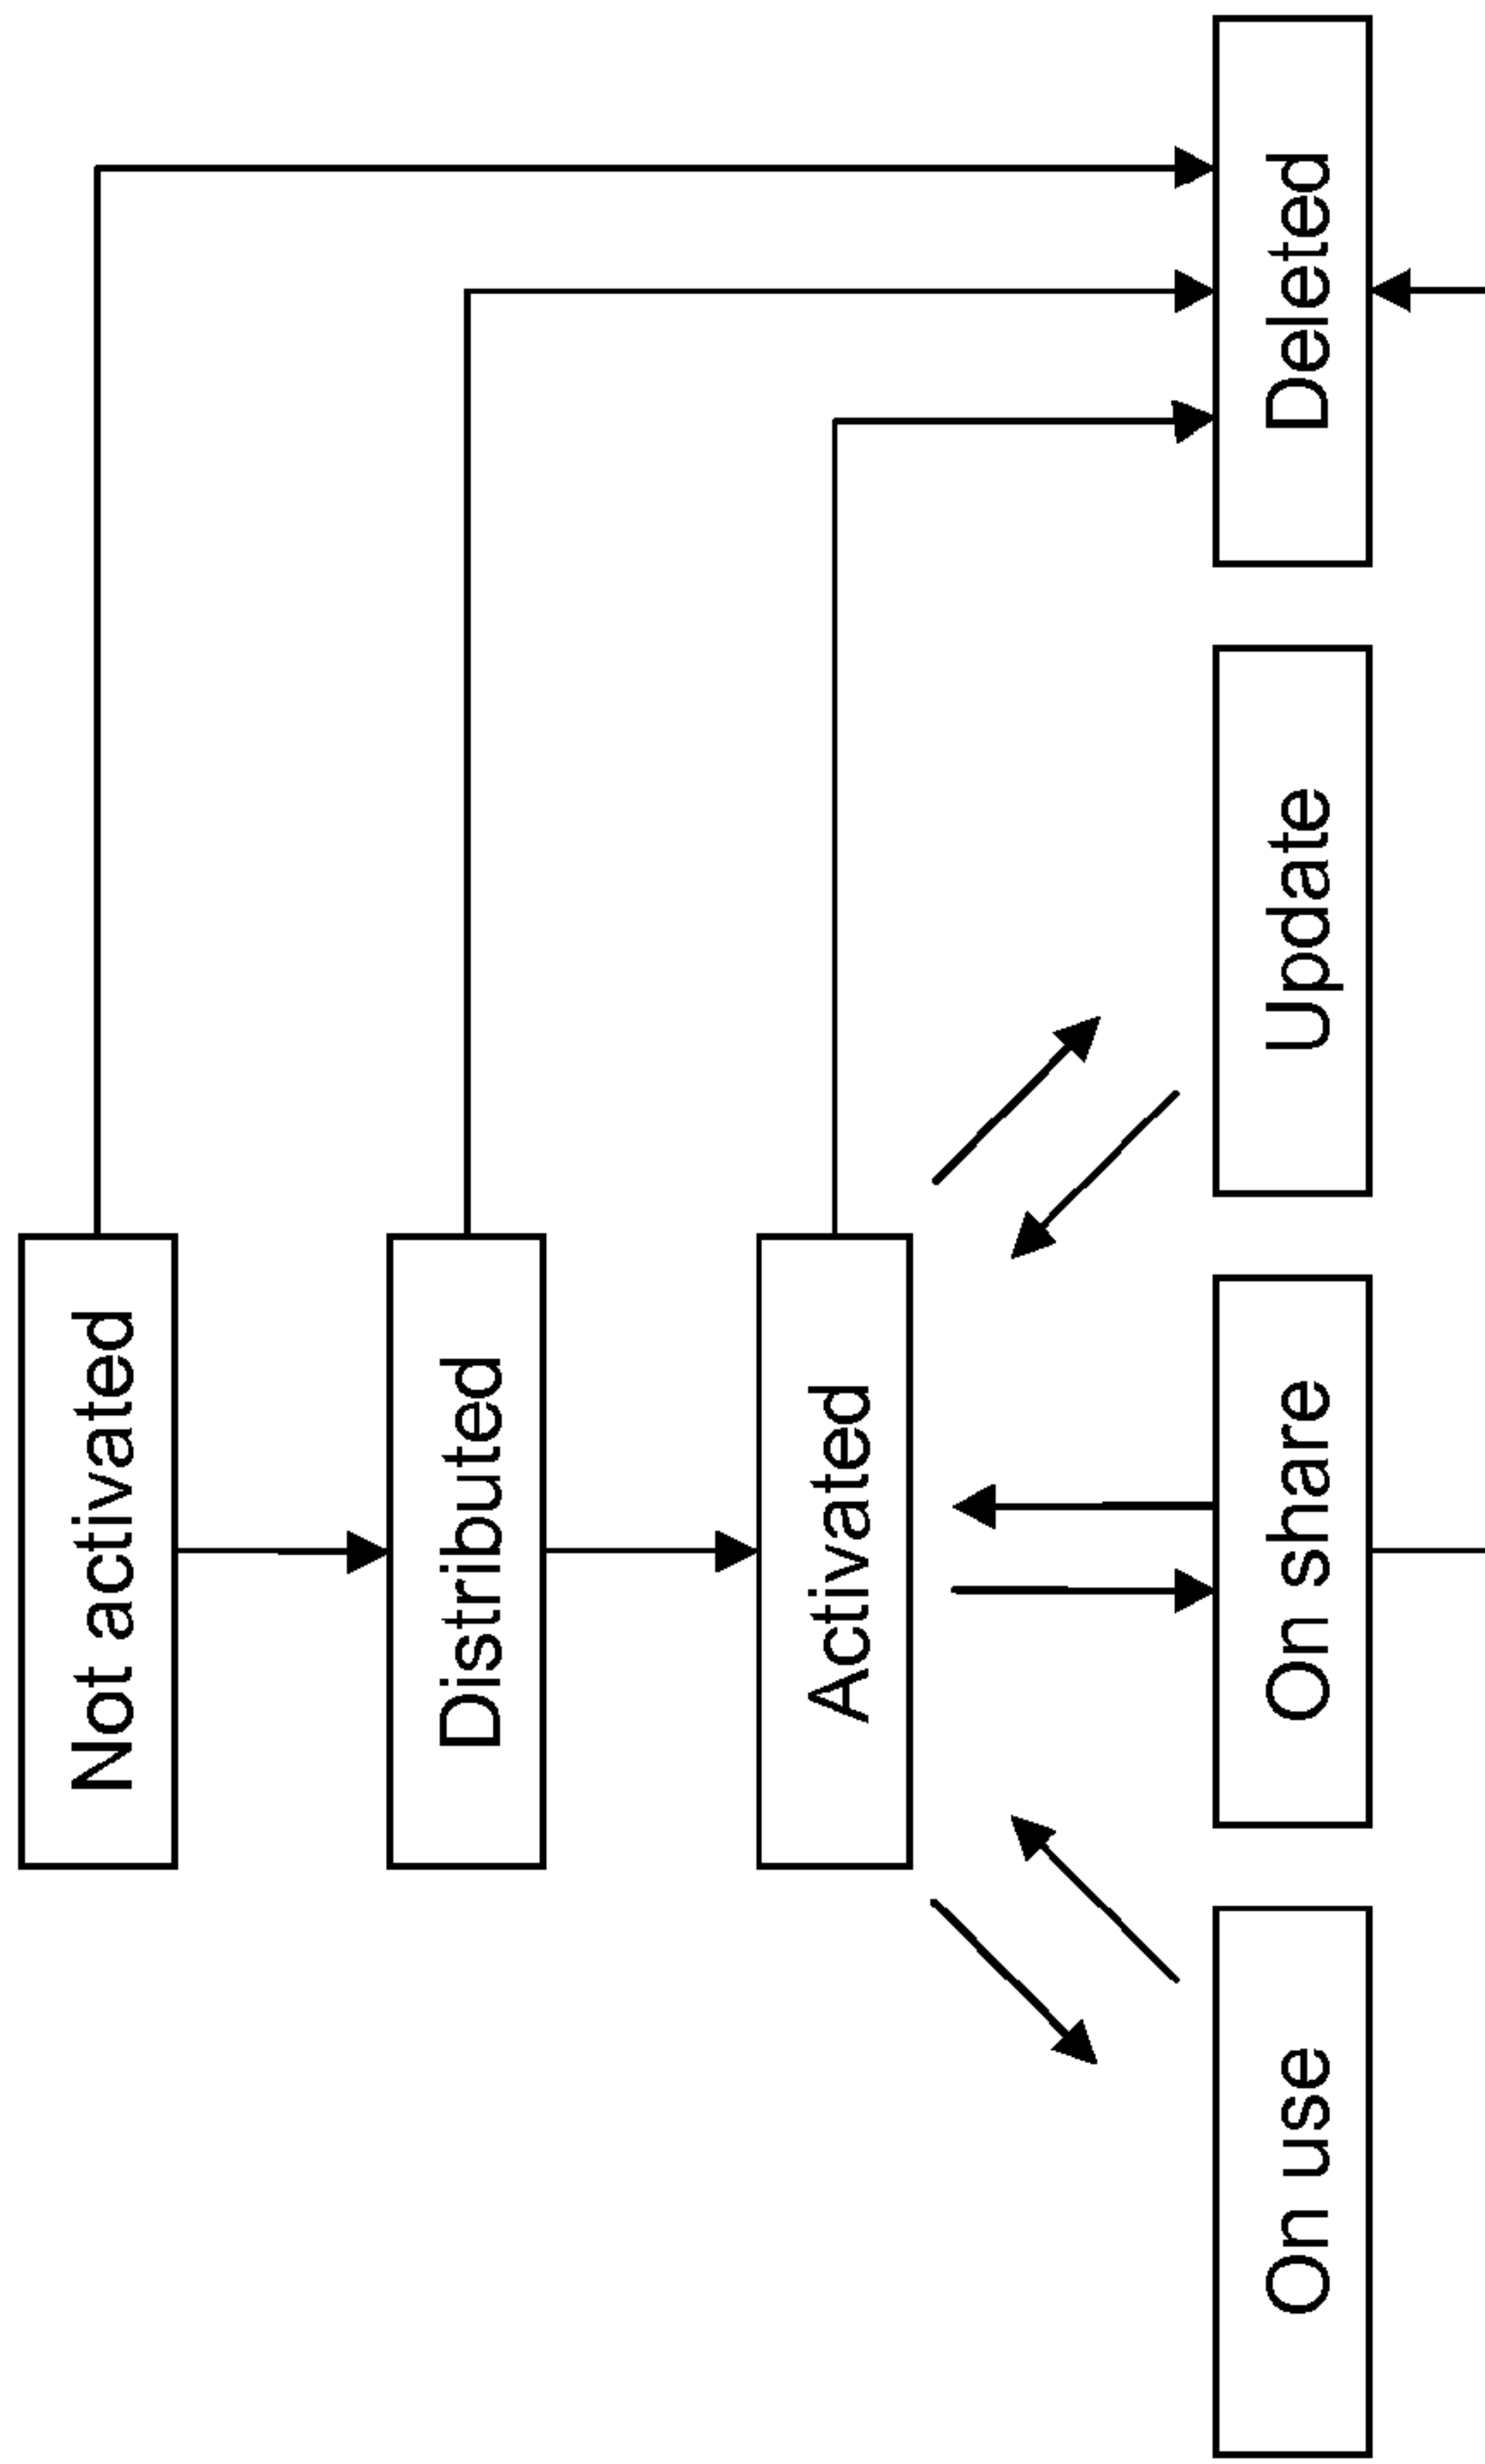 Not activated
Distributed
Activated
On use
On share
Update
Deleted